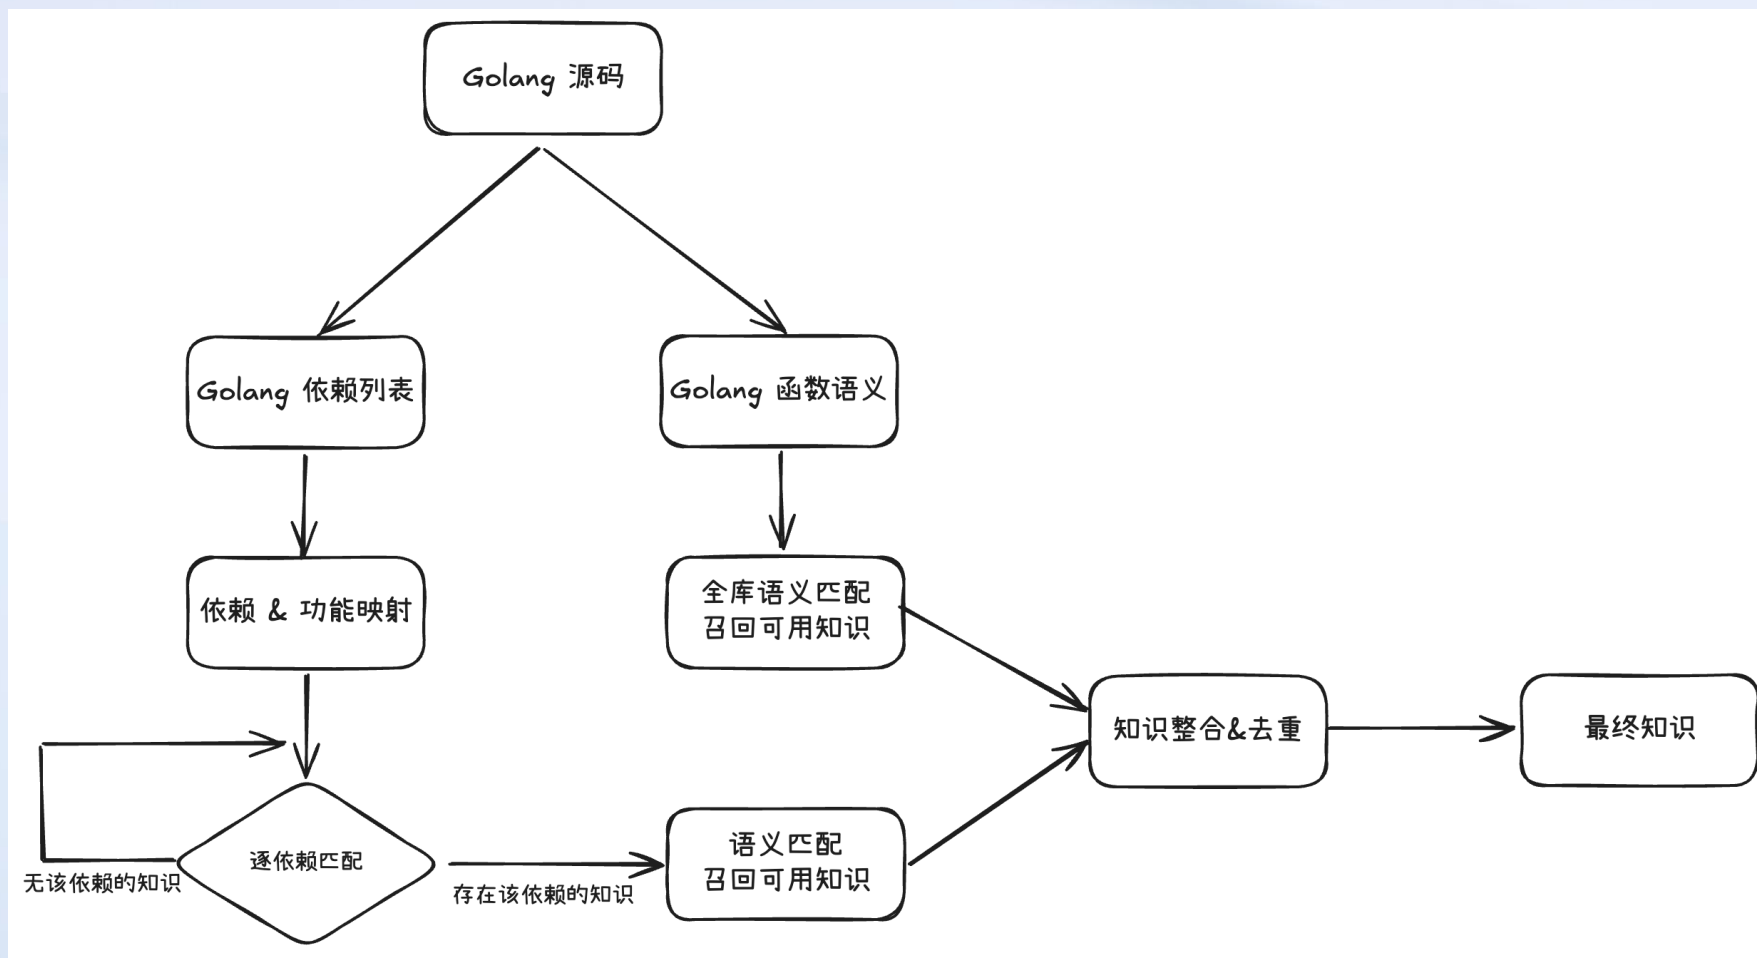 Golang 源码
Golang 依赖列表
Golang 函数语义
依赖 & 功能映射
全库语义匹配
召回可用知识
知识整合&去重
最终知识
逐依赖匹配
无该依赖的知识
存在该依赖的知识
语义匹配
召回可用知识